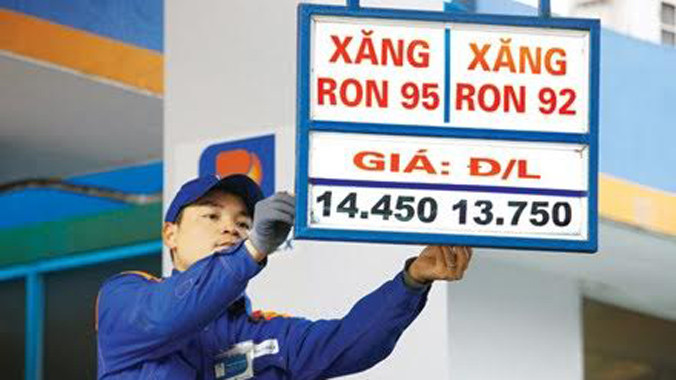 XĂNG RON 95
XĂNG RON 92
GIÁ: Đ/L
14.450 13.750